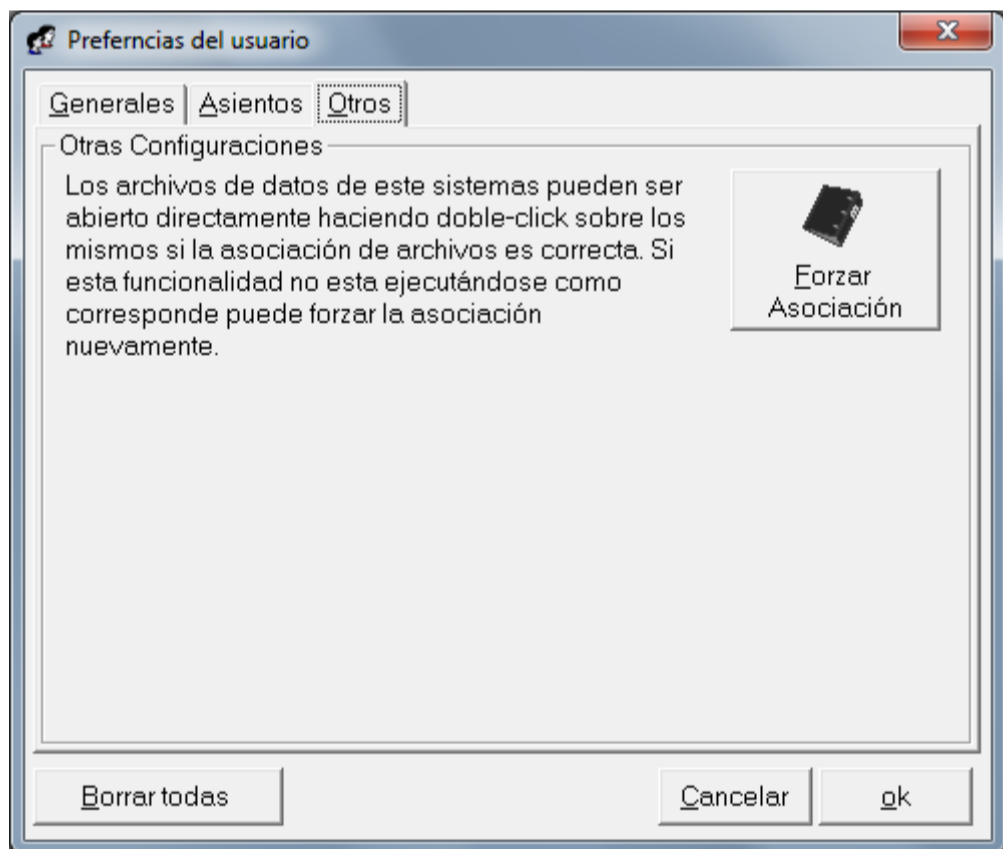 Preferncias del usuario
Generales Asientos Otros
Otras Configuraciones
Los archivos de datos de este sistemas pueden ser
abierto directamente haciendo doble-click sobre los
mismos si la asociación de archivos es correcta. Si
esta funcionalidad no esta ejecutándose como
corresponde puede forzar la asociación
nuevamente.
Forzar
Asociación
Borrar todas Cancelar ok